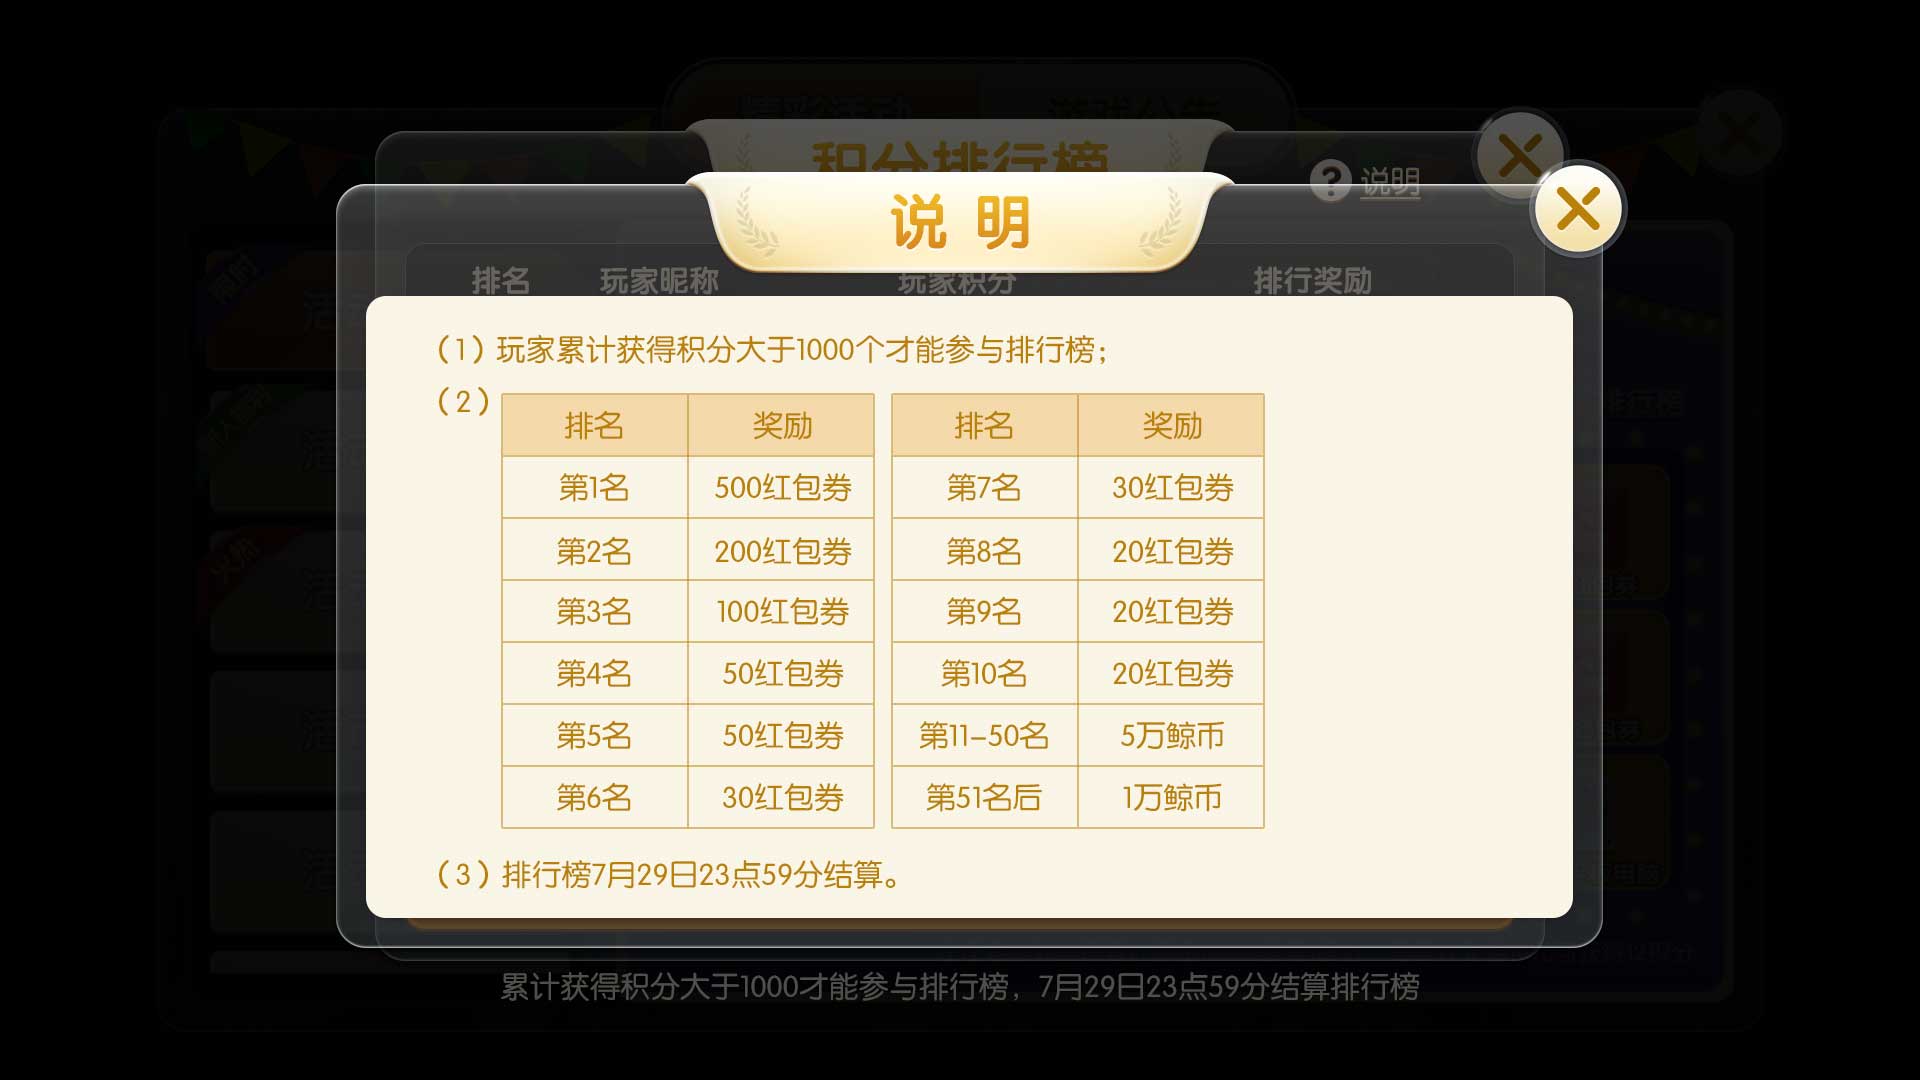 积分排行榜
说明
说 明
排名 玩家昵称 玩家积分 排行奖励
（1）玩家累计获得积分大于1000个才能参与排行榜；
（2）
排名 奖励 排名 奖励
第1名 500红包券 第7名 30红包券
第2名 200红包券 第8名 20红包券
第3名 100红包券 第9名 20红包券
第4名 50红包券 第10名 20红包券
第5名 50红包券 第11-50名 5万鲸币
第6名 30红包券 第51名后 1万鲸币
（3）排行榜7月29日23点59分结算。
累计获得积分大于1000才能参与排行榜，7月29日23点59分结算排行榜